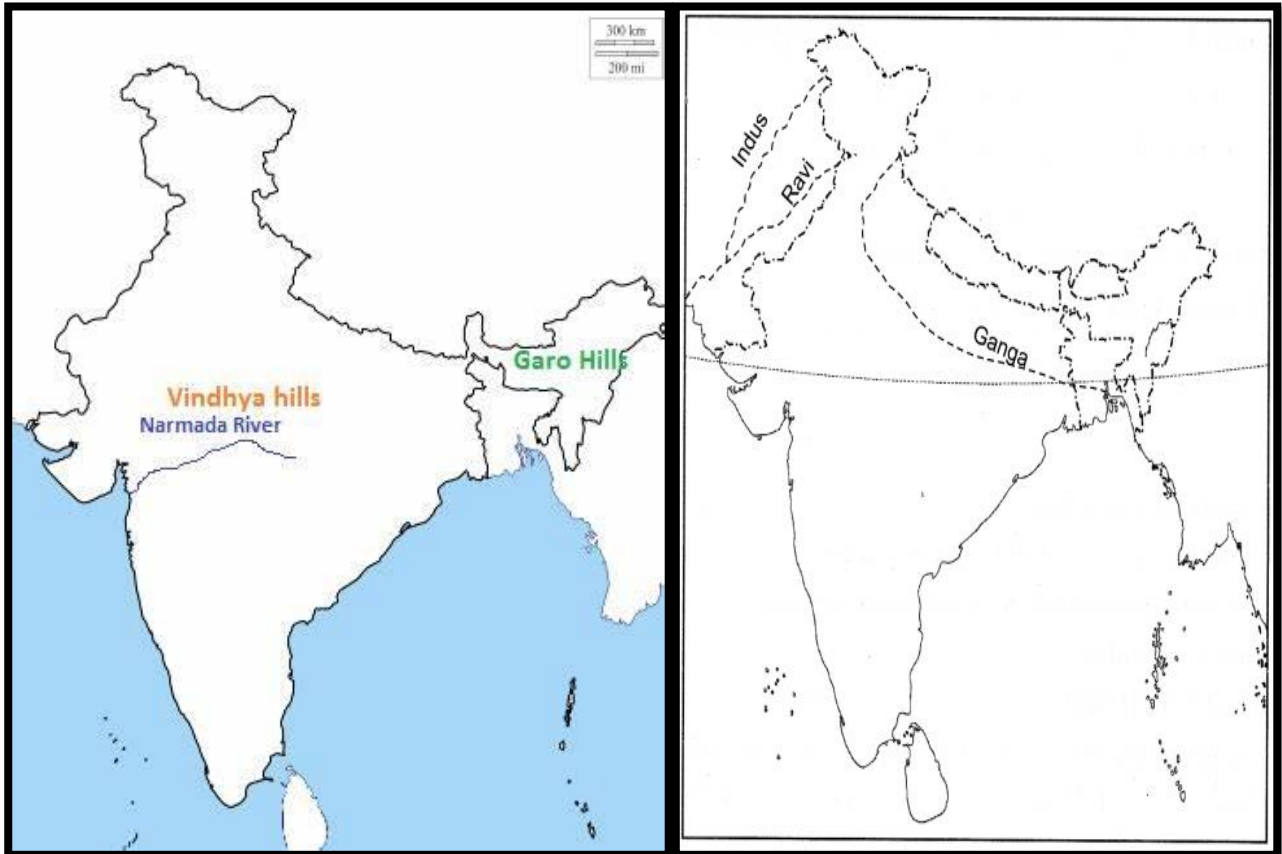 300 km
200 mi
Garo Hills
Vindhya hills
Narmada River
Indus
Ravi
Ganga